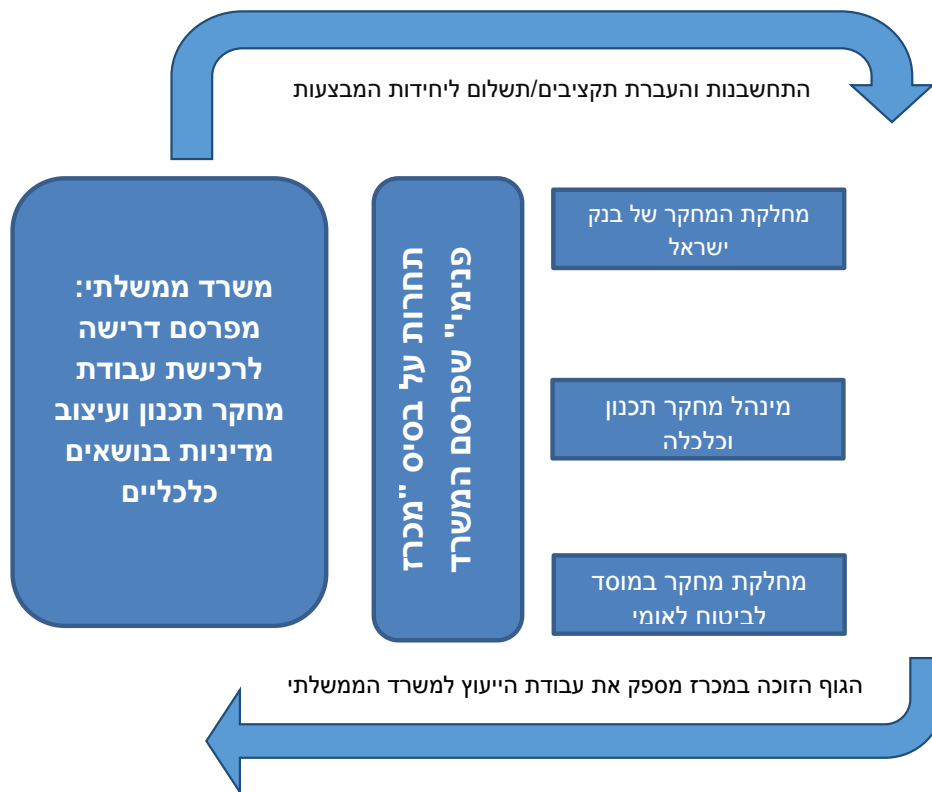 התחשבנות והעברת תקציבים/תשלום ליחידות המבצעות
משרד ממשלתי:
מפרסם דרישה
לרכישת עבודת
מחקר תכנון ועיצוב
מדיניות בנושאים
כלכליים
תחרות על בסיס "מכרז
פנימי" שפרסם המשרד
מחלקת המחקר של בנק
ישראל
מינהל מחקר תכנון
וכלכלה
מחלקת מחקר במוסד
לביטוח לאומי
הגוף הזוכה במכרז מספק את עבודת הייעוץ למשרד הממשלתי